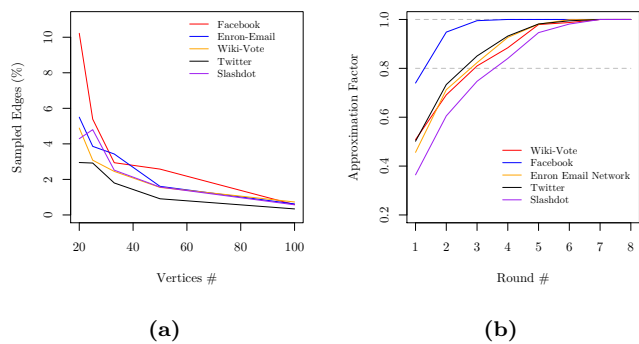 Sampled Edges (%)
10
8
6
4
2
0
Facebook
Enron-Email
Wiki-Vote
Twitter
Slashdot
20
40
60
80
100
Vertices #
(a)
Approximation Factor
1.0
0.8
0.6
0.4
0.2
Wiki-Vote
Facebook
Enron Email Network
Twitter
Slashdot
1
2
3
4
5
6
7
8
Round #
(b)